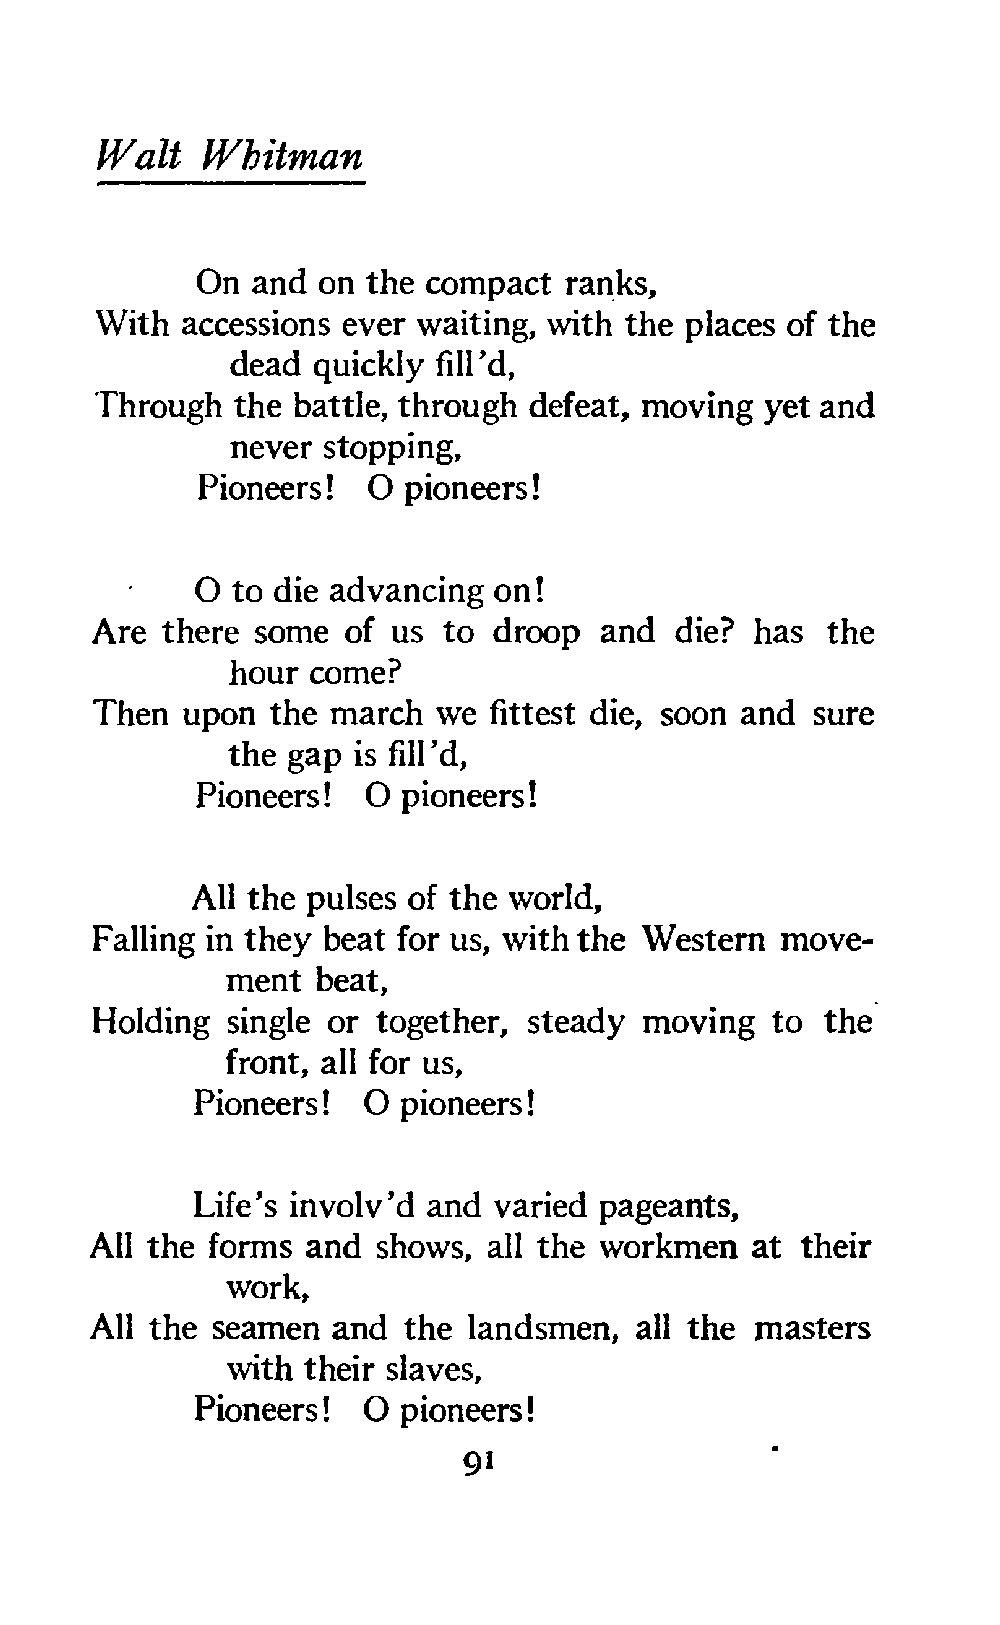 Walt Whitman
On and on the compact ranks,
With accessions ever waiting, with the places of the
dead quickly fill'd,
Through the battle, through defeat, moving yet and
never stopping,
Pioneers! O pioneers!
O to die advancing on!
Are there some of us to droop and die? has the
hour come?
Then upon the march we fittest die, soon and sure
the gap is fill'd,
Pioneers! O pioneers!
All the pulses of the world,
Falling in they beat for us, with the Western move-
ment beat,
Holding single or together, steady moving to the
front, all for us,
Pioneers! O pioneers!
Life's involv'd and varied pageants,
All the forms and shows, all the workmen at their
work,
All the seamen and the landsmen, all the masters
with their slaves,
Pioneers! O pioneers!
91